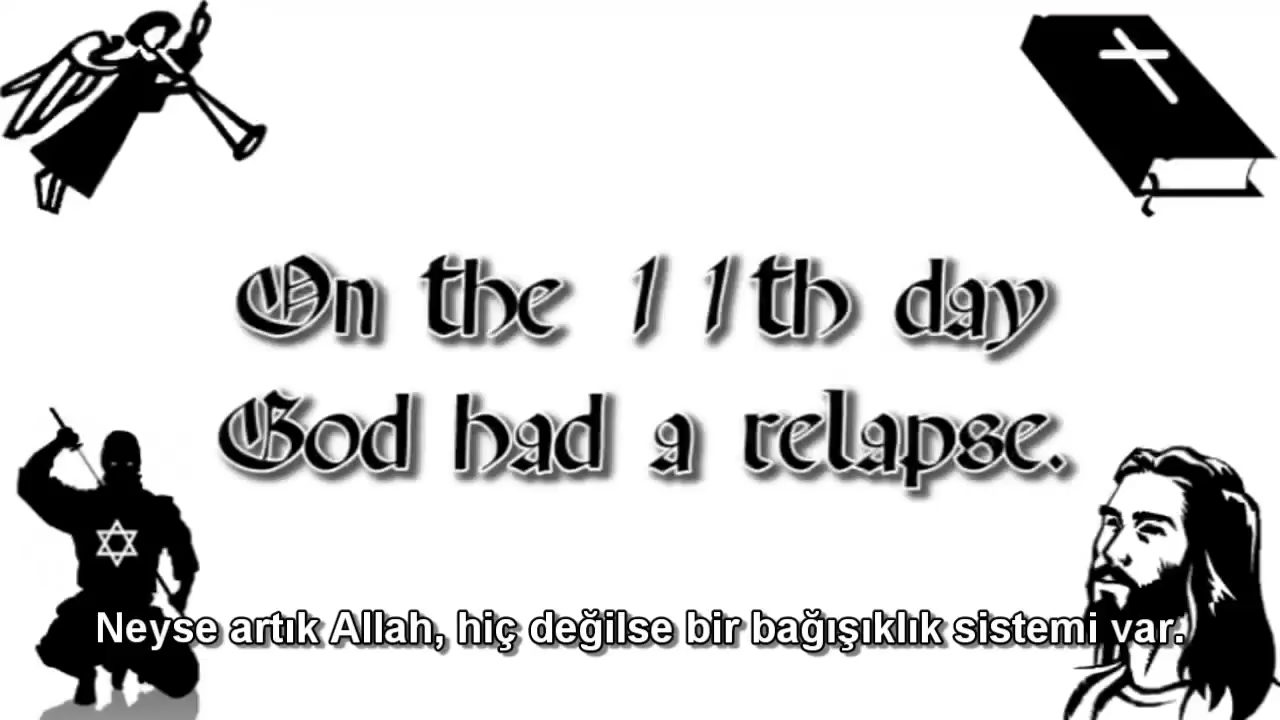 On the 11th day
God had a relapse.
Neyse artık Allah, hiç değilse bir bağışıklık sistemi var.